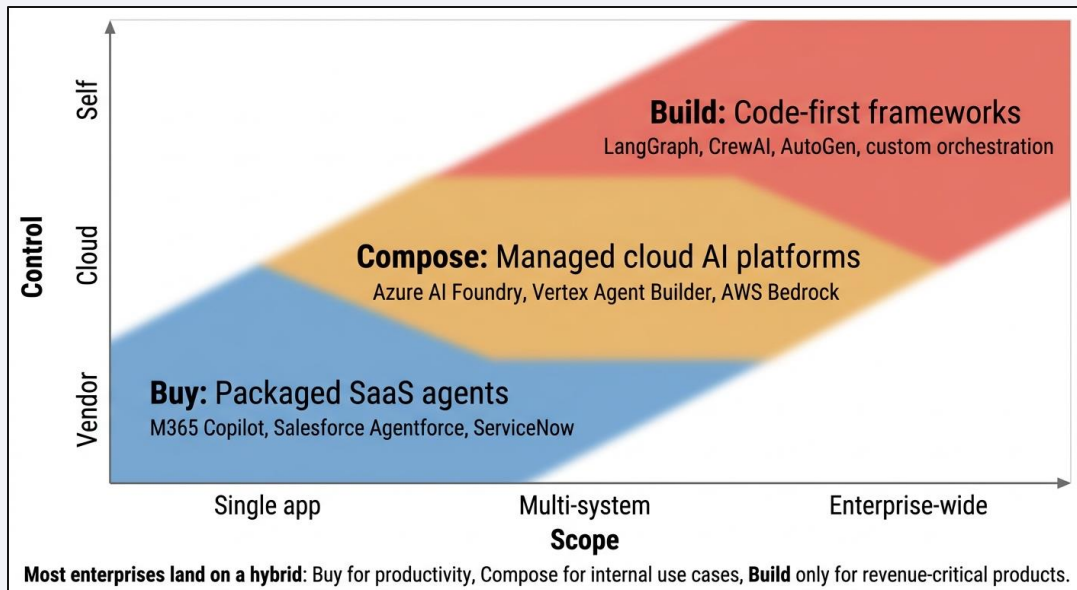 Control
Self
Cloud
Vendor
Build: Code-first frameworks
LangGraph, CrewAI, AutoGen, custom orchestration
Compose: Managed cloud AI platforms
Azure AI Foundry, Vertex Agent Builder, AWS Bedrock
Buy: Packaged SaaS agents
M365 Copilot, Salesforce Agentforce, ServiceNow
Single app
Multi-system
Enterprise-wide
Scope
Most enterprises land on a hybrid: Buy for productivity, Compose for internal use cases, Build only for revenue-critical products.